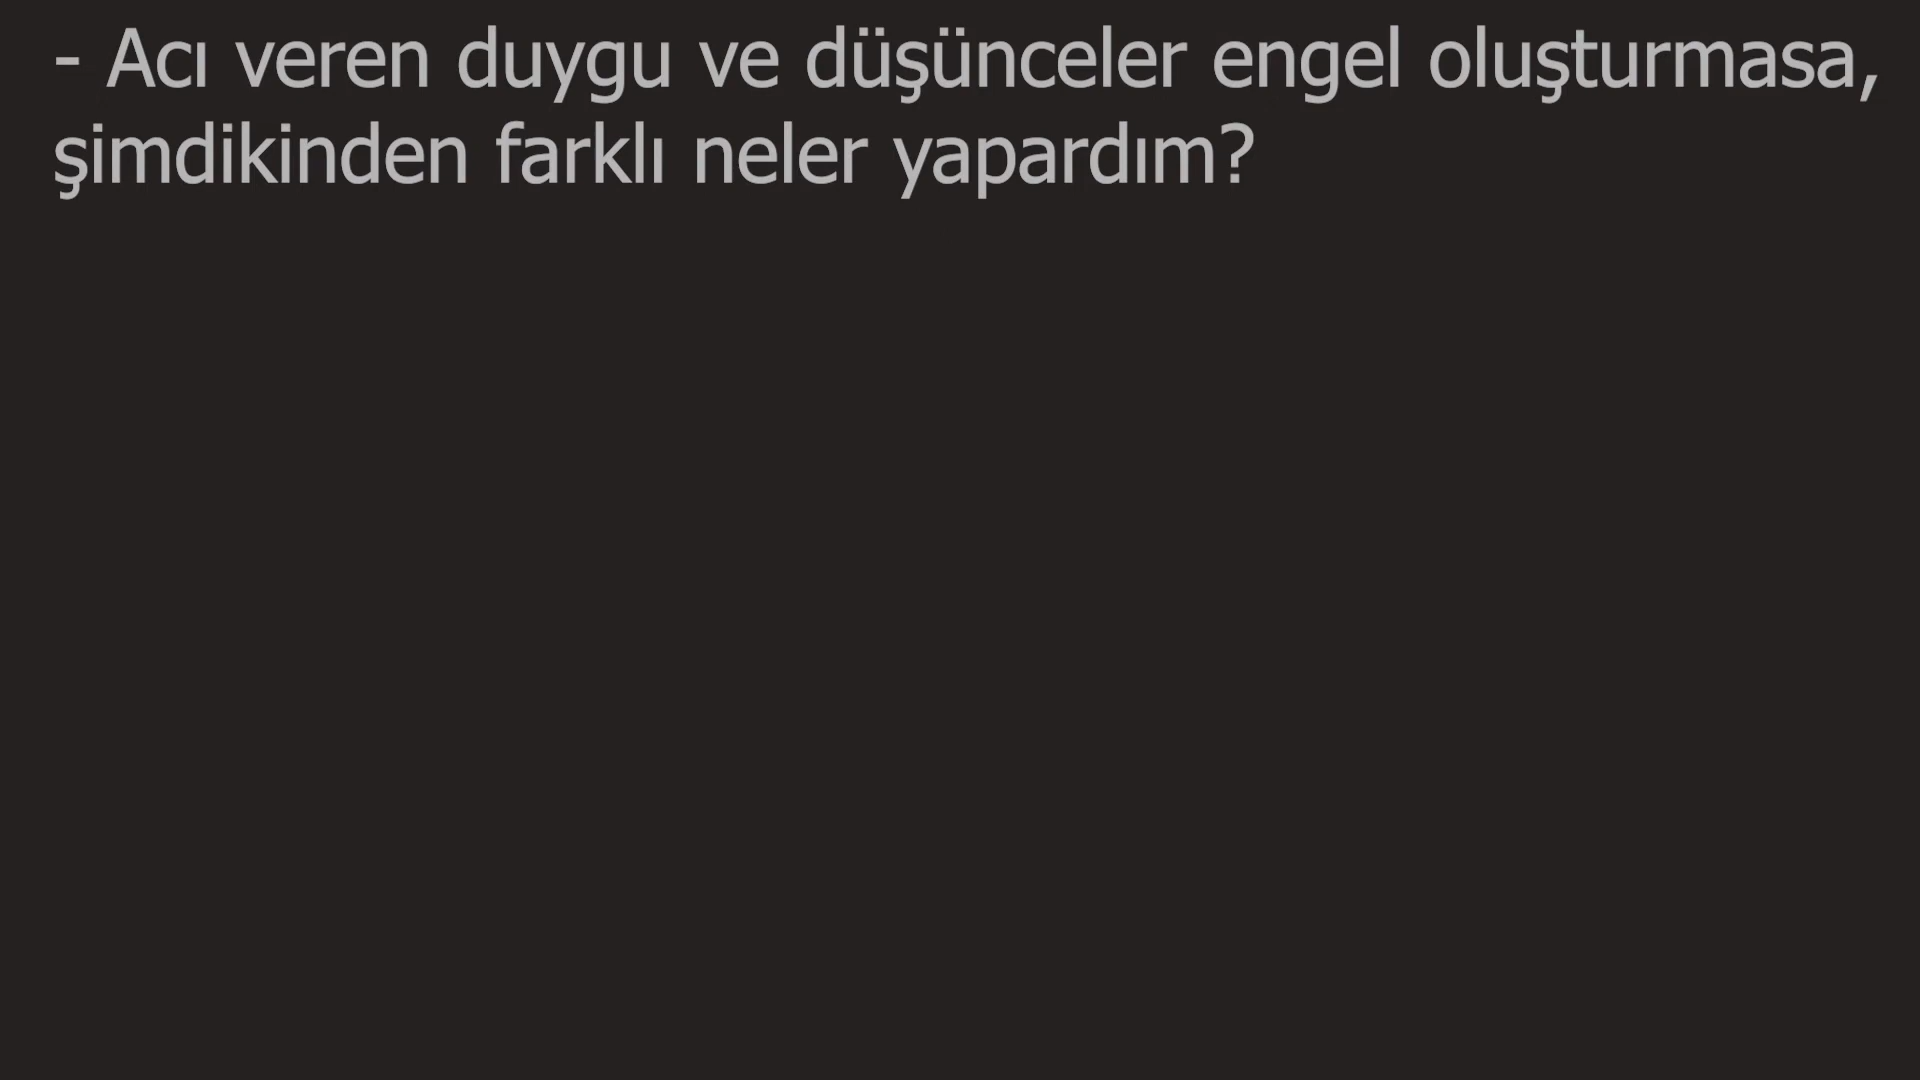 - Acı veren duygu ve düşünceler engel oluşturmasa,
şimdikinden farklı neler yapardım?